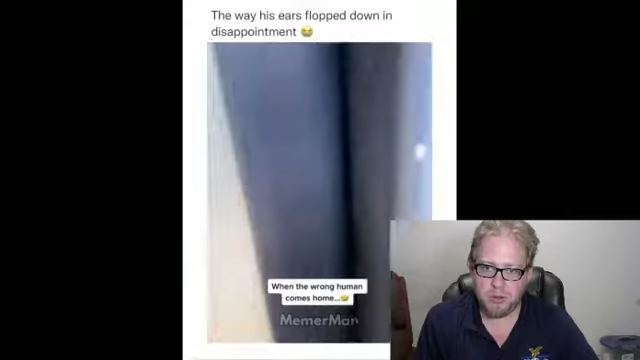 The way his ears flopped down in
disappointment 😭
When the wrong human
comes home...🤣
MemerMan